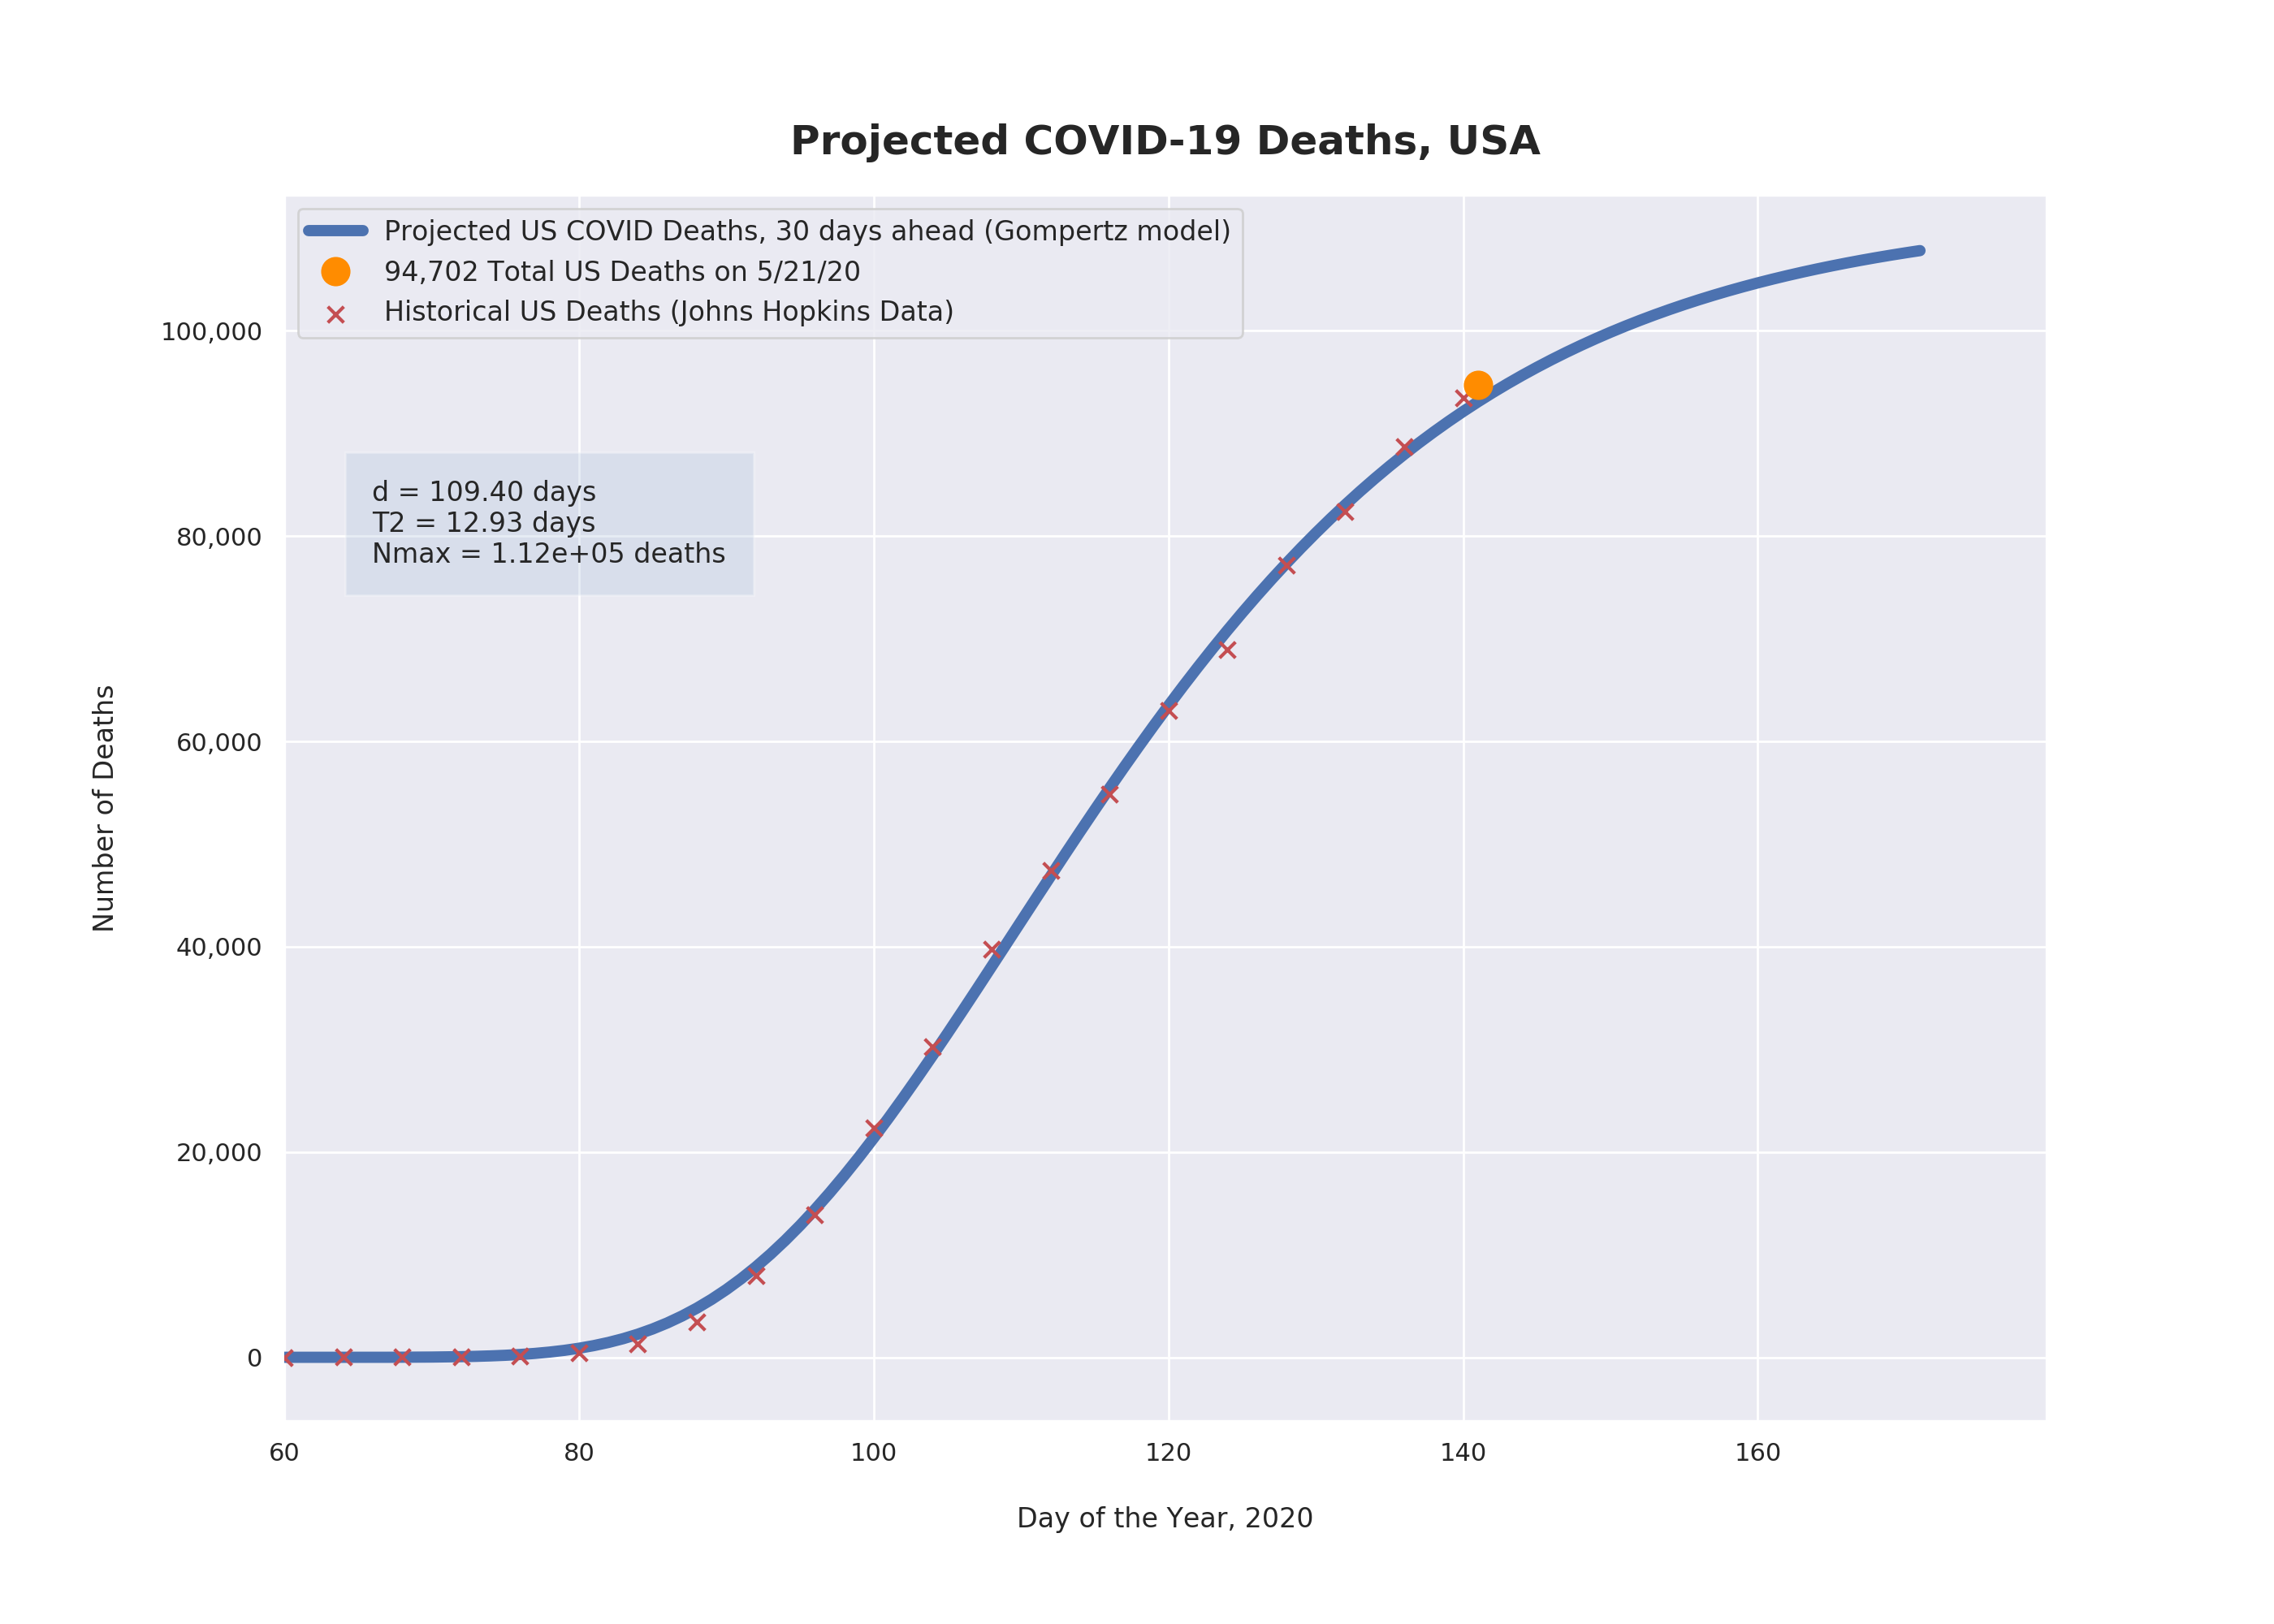 Projected COVID-19 Deaths, USA
Projected US COVID Deaths, 30 days ahead (Gompertz model)
94,702 Total US Deaths on 5/21/20
Historical US Deaths (Johns Hopkins Data)
d = 109.40 days
T2 = 12.93 days
Nmax = 1.12e+05 deaths
Number of Deaths
100,000
80,000
60,000
40,000
20,000
0
60 80 100 120 140 160
Day of the Year, 2020